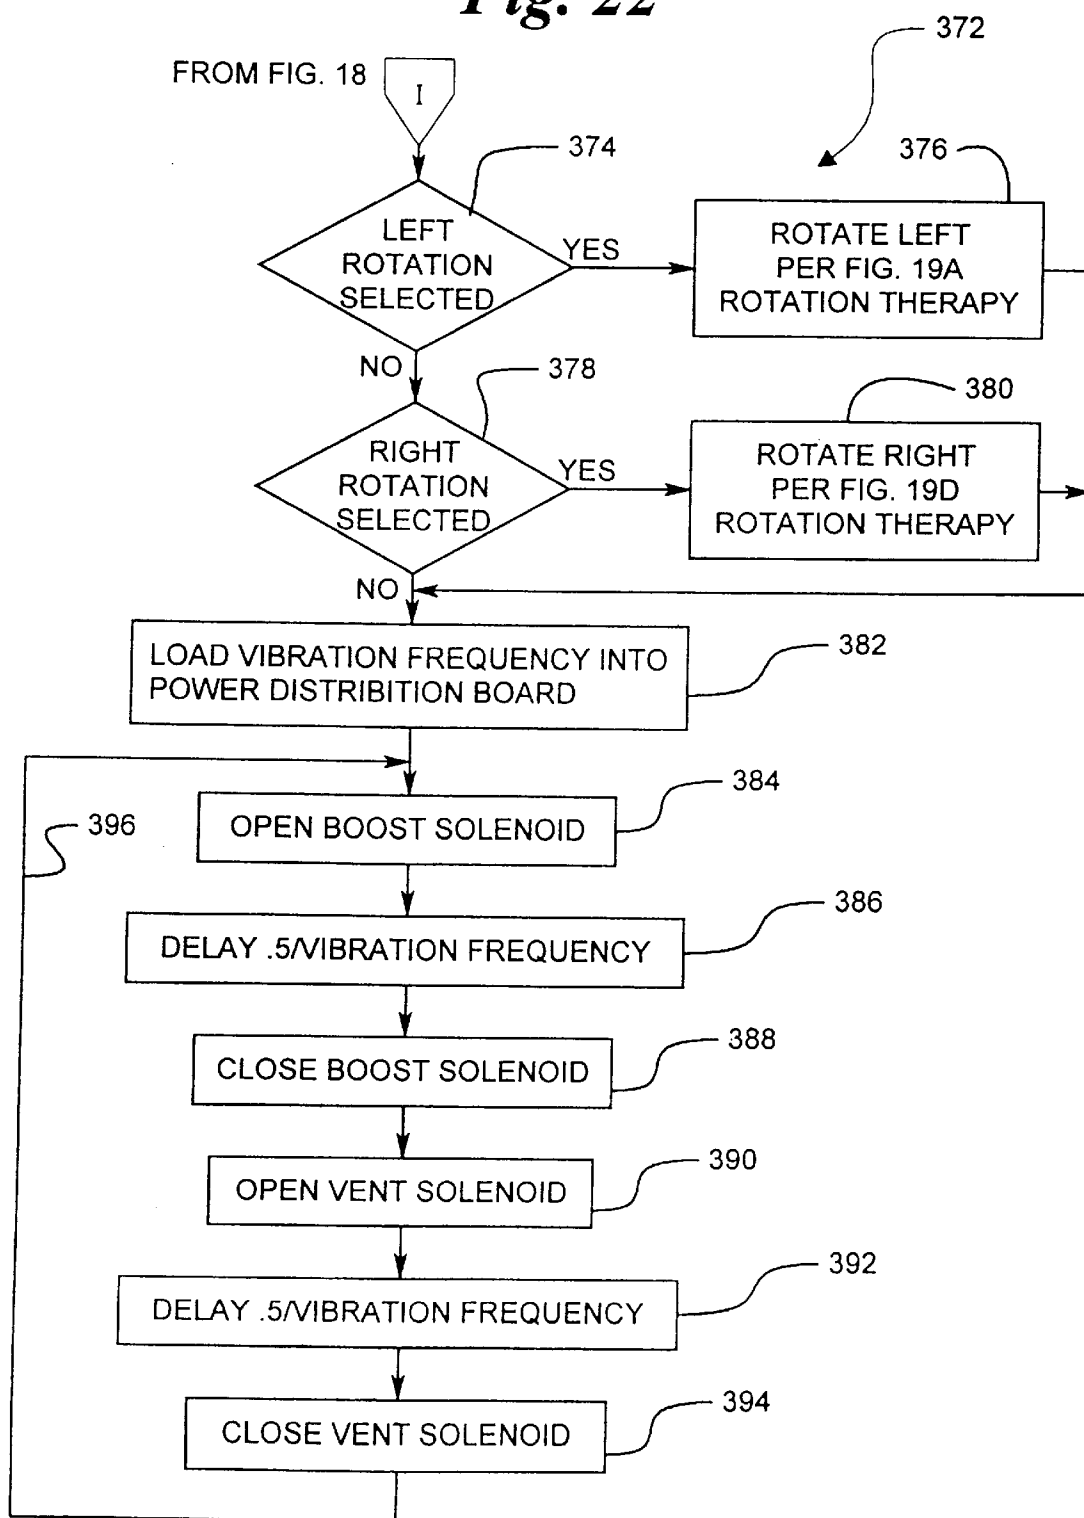 Fig. 22
372
FROM FIG. 18
I
374
376
LEFT
ROTATION
SELECTED
YES
ROTATE LEFT
PER FIG. 19A
ROTATION THERAPY
NO
378
380
RIGHT
ROTATION
SELECTED
YES
ROTATE RIGHT
PER FIG. 19D
ROTATION THERAPY
NO
LOAD VIBRATION FREQUENCY INTO
POWER DISTRIBITION BOARD
382
384
OPEN BOOST SOLENOID
396
386
DELAY .5/VIBRATION FREQUENCY
388
CLOSE BOOST SOLENOID
390
OPEN VENT SOLENOID
392
DELAY .5/VIBRATION FREQUENCY
394
CLOSE VENT SOLENOID